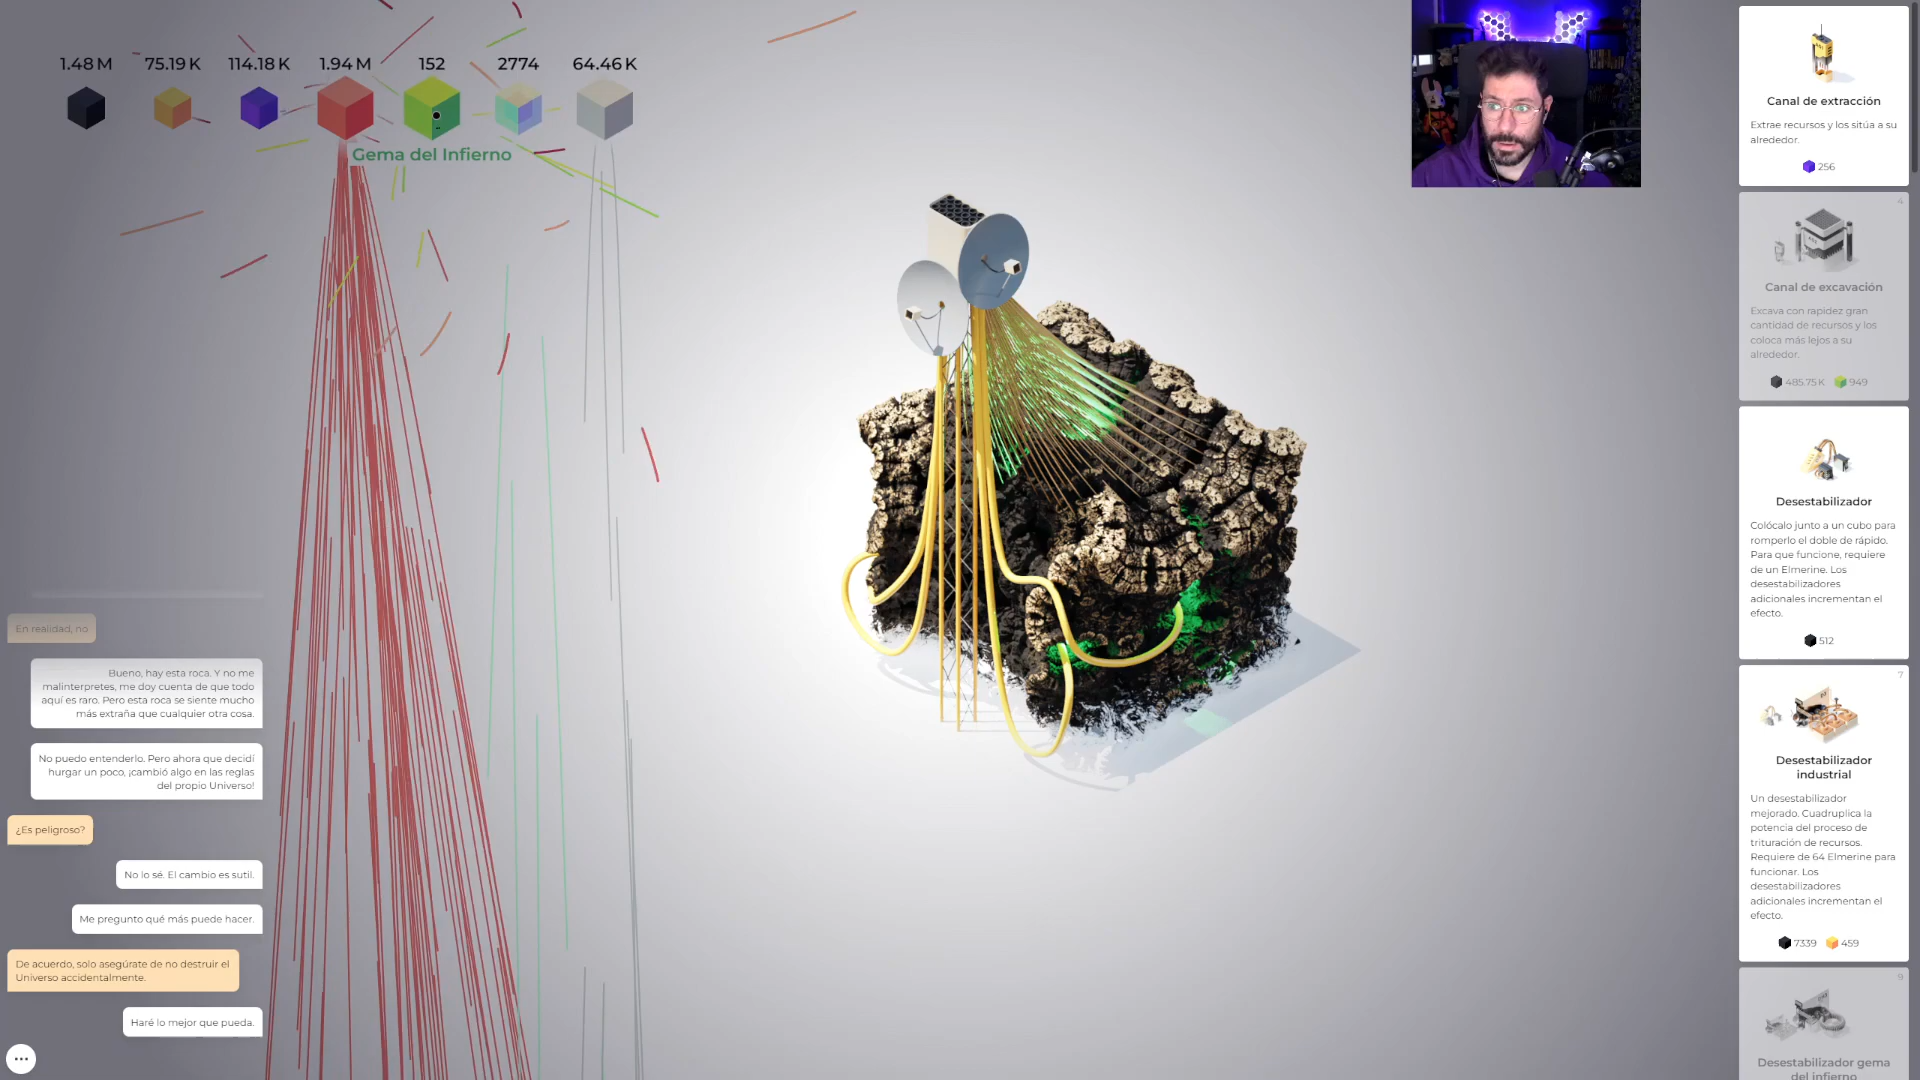 1.48 M
75.19 K
114.18 K
1.94 M
152
2774
64.46 K
Gema del Infierno
En realidad, no
Bueno, hay esta roca. Y no me
malinterpretes, me doy cuenta de que todo
aquí es raro. Pero esta roca se siente mucho
más extraña que cualquier otra cosa.
No puedo entenderlo. Pero ahora que decidí
hurgar un poco, ¡cambió algo en las reglas
del propio Universo!
¿Es peligroso?
No lo sé. El cambio es sutil.
Me pregunto qué más puede hacer.
De acuerdo, solo asegúrate de no destruir el
Universo accidentalmente.
Haré lo mejor que pueda.
Canal de extracción
Extrae recursos y los sitúa a su
alrededor.
256
4
Canal de excavación
Excava con rapidez gran
cantidad de recursos y los
coloca más lejos a su
alrededor.
485.75 K 949
Desestabilizador
Colócalo junto a un cubo para
romperlo el doble de rápido.
Para que funcione, requiere
de un Elmerine. Los
desestabilizadores
adicionales incrementan el
efecto.
512
7
Desestabilizador
industrial
Un desestabilizador
mejorado. Cuadruplica la
potencia del proceso de
trituración de recursos.
Requiere de 64 Elmerine para
funcionar. Los
desestabilizadores
adicionales incrementan el
efecto.
7339 459
9
Desestabilizador gema
del infierno